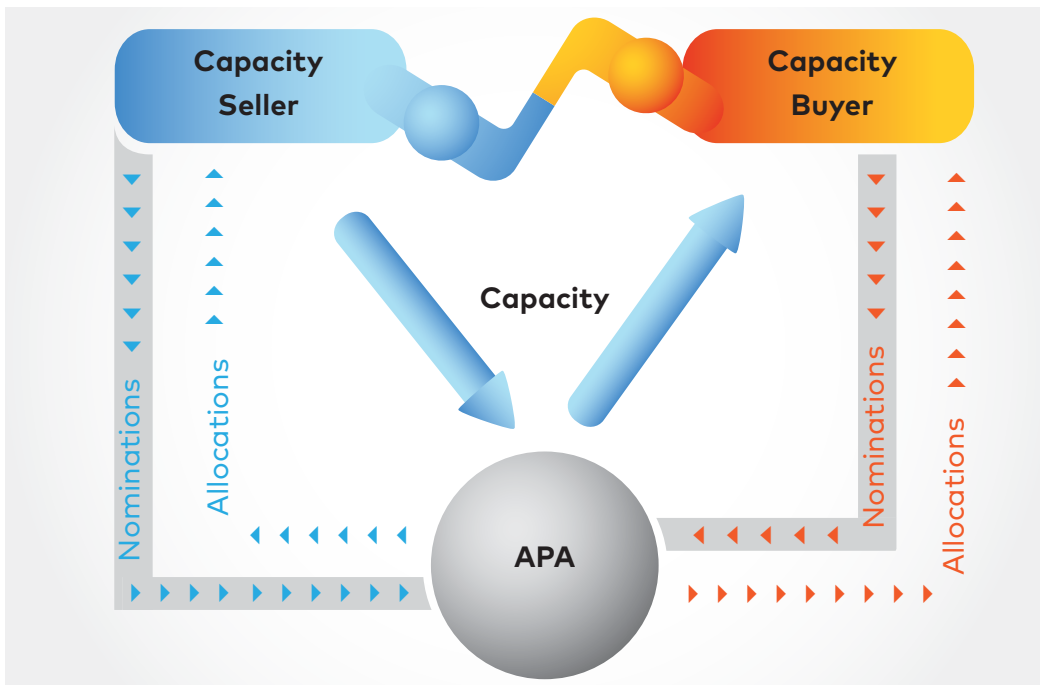 Capacity
Seller
Capacity
Buyer
Capacity
Nominations
Allocations
Nominations
Allocations
APA